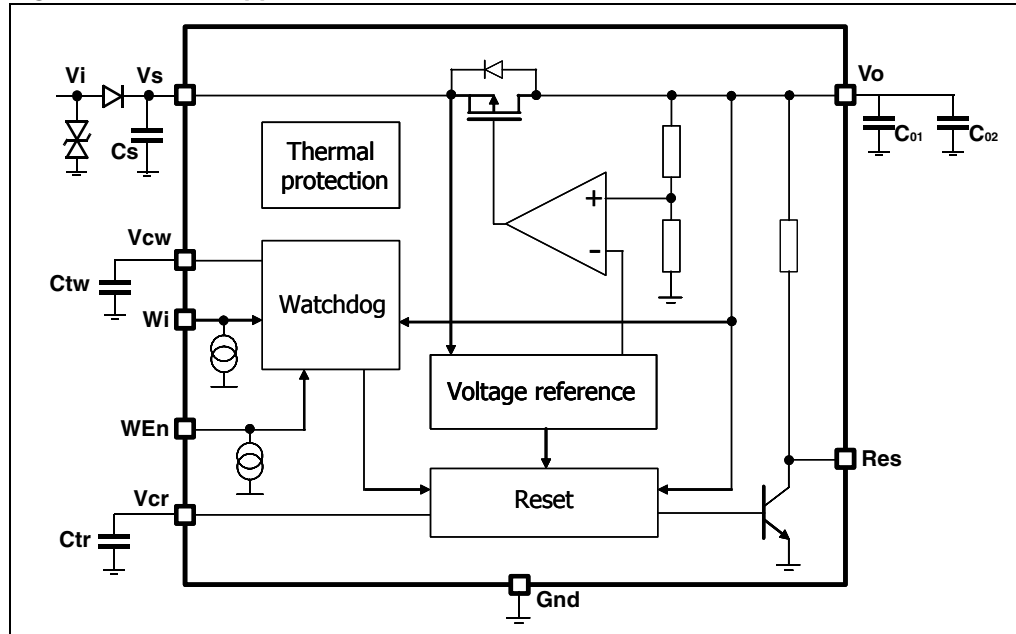 Vi
Vs
Vo
Cs
C01
C02
Thermal
protection
+
-
Vcw
Ctw
Watchdog
Wi
Voltage reference
WEn
Res
Vcr
Reset
Ctr
Gnd